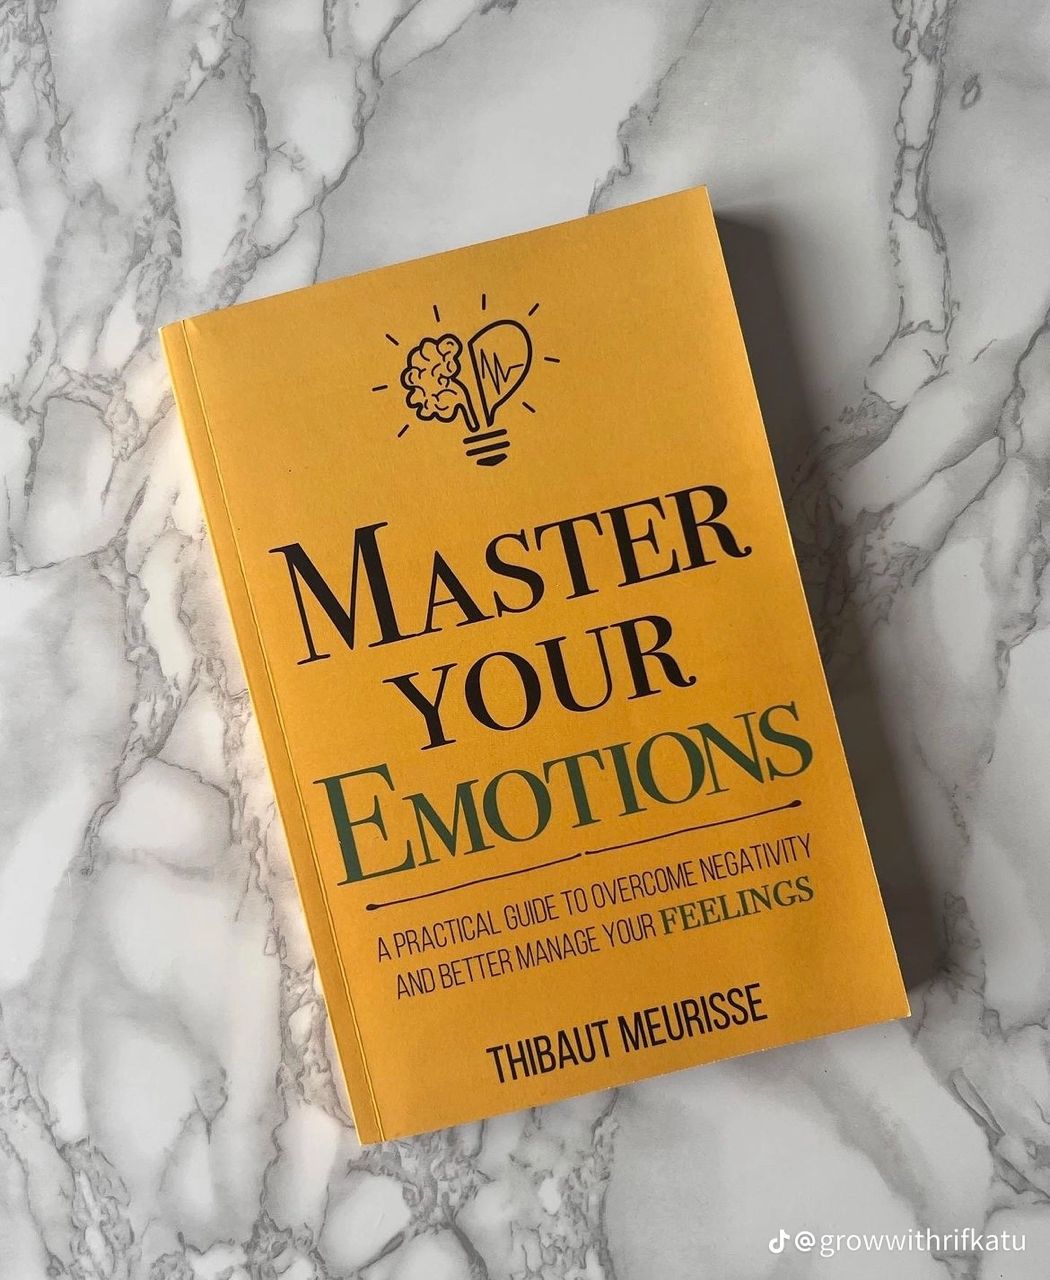 MASTER
YOUR
EMOTIONS
A PRACTICAL GUIDE TO OVERCOME NEGATIVITY
AND BETTER MANAGE YOUR FEELINGS
THIBAUT MEURISSE
@growwithrifkatu